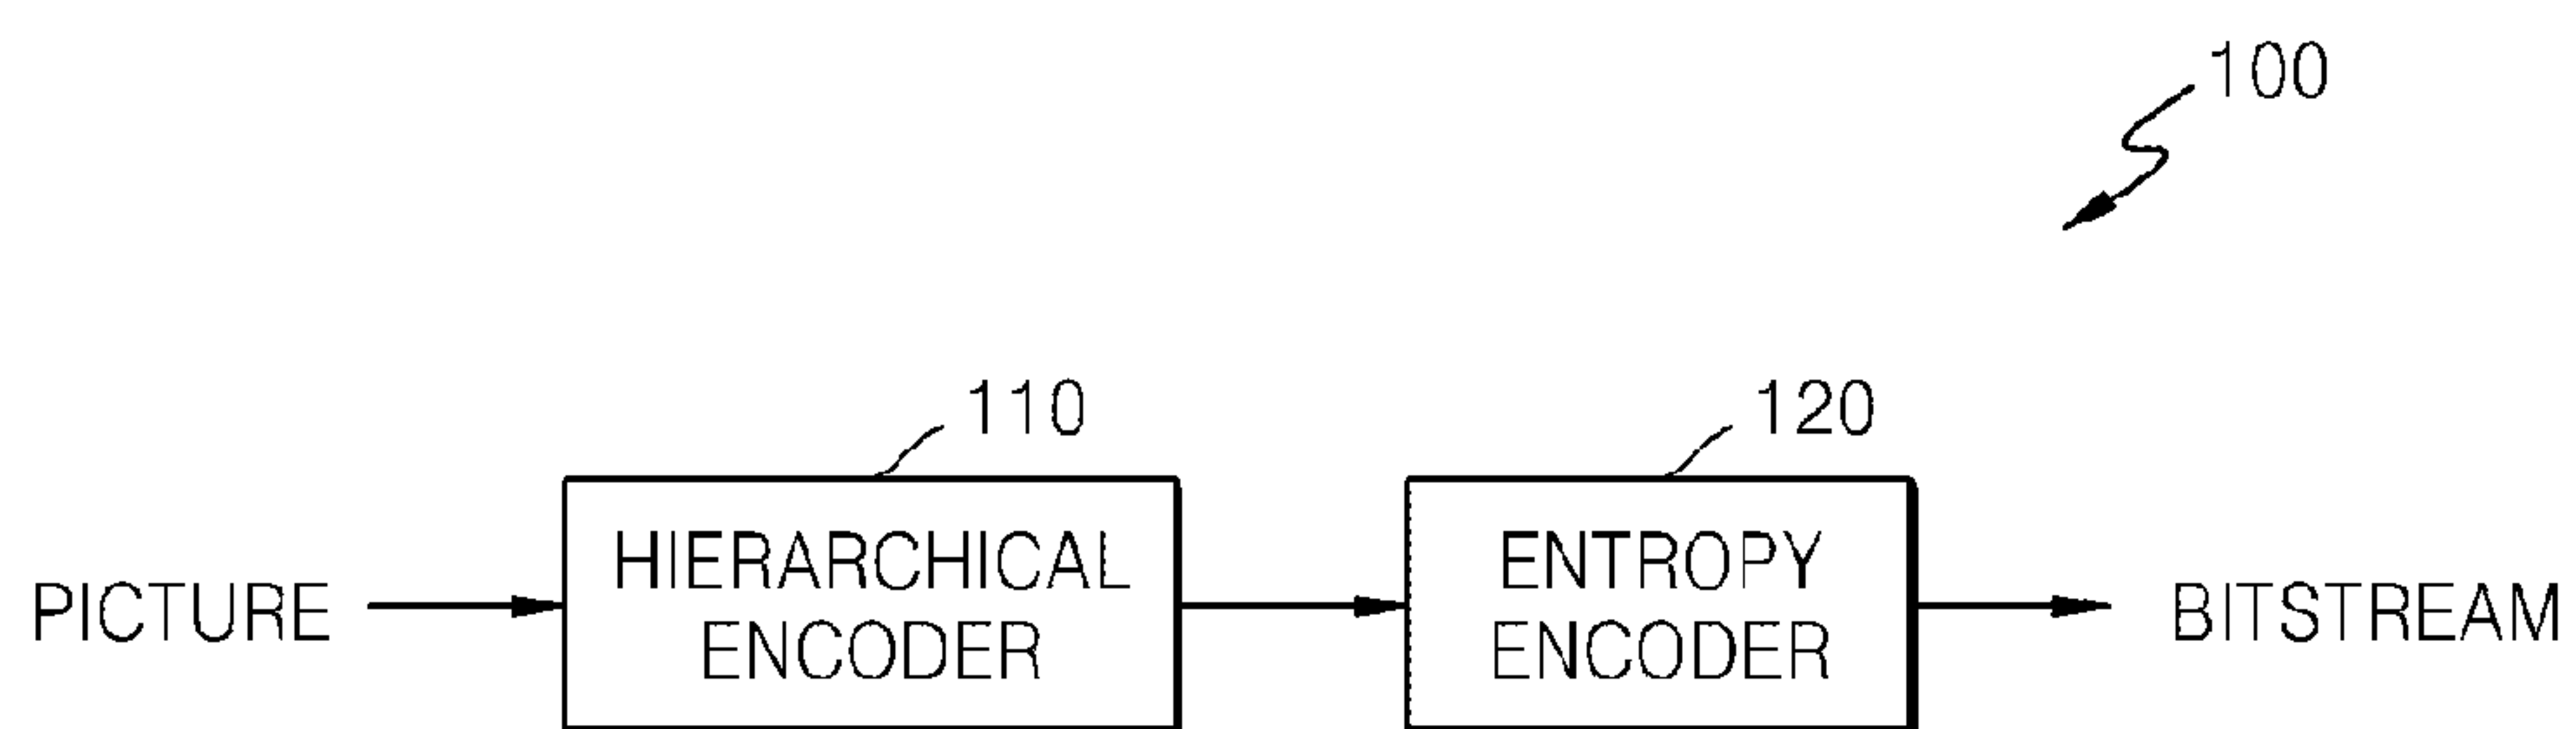 100
110
120
PICTURE
HIERARCHICAL
ENCODER
ENTROPY
ENCODER
BITSTREAM